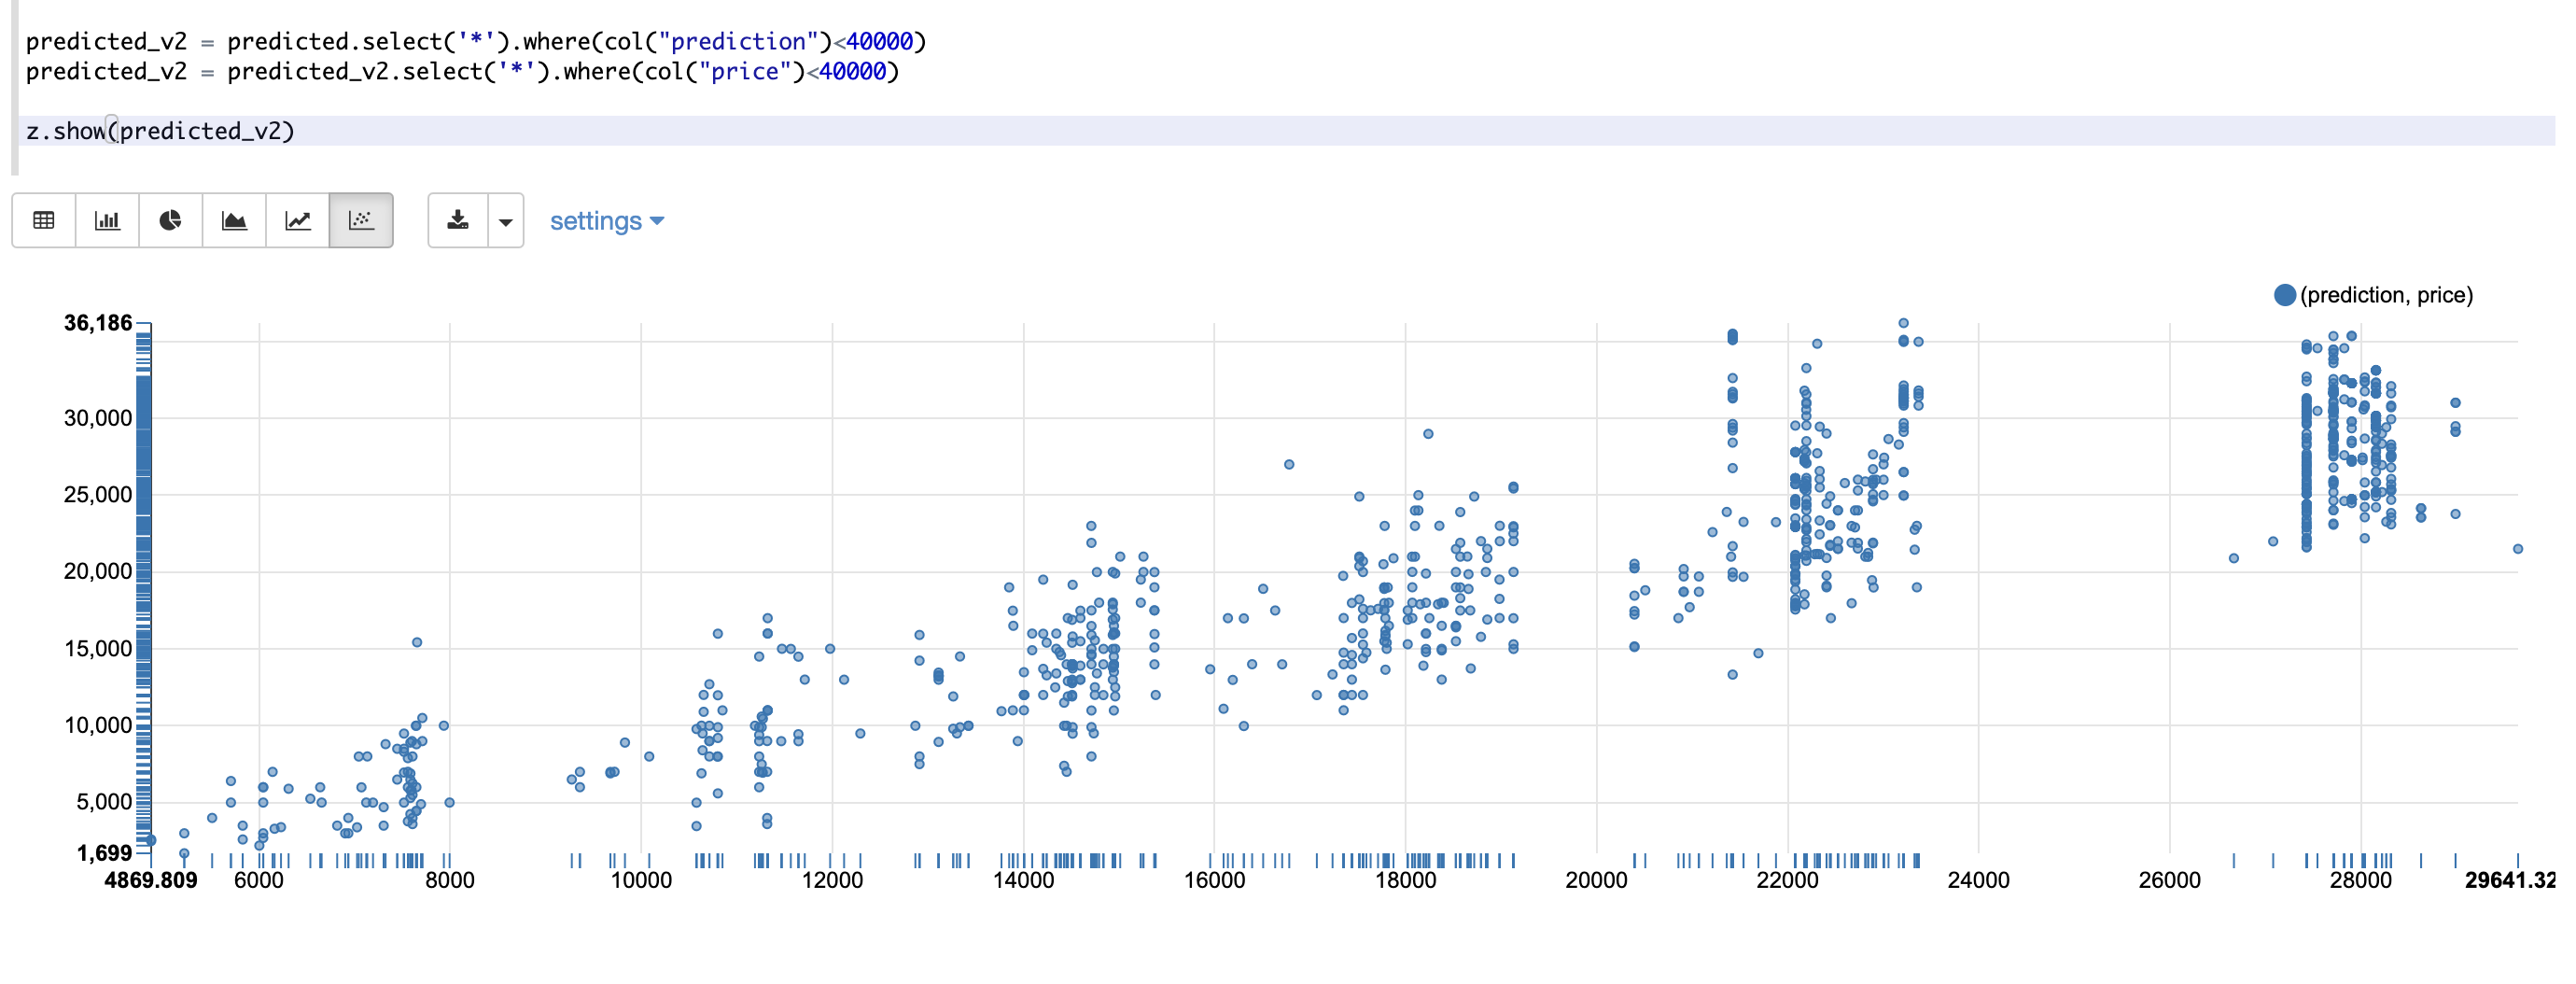 predicted_v2 = predicted.select('*').where(col("prediction")<40000)
predicted_v2 = predicted_v2.select('*').where(col("price")<40000)
z.show(predicted_v2)
settings
(prediction, price)
36,186
30,000
25,000
20,000
15,000
10,000
5,000
1,699
4869.809 6000 8000 10000 12000 14000 16000 18000 20000 22000 24000 26000 28000 29641.32